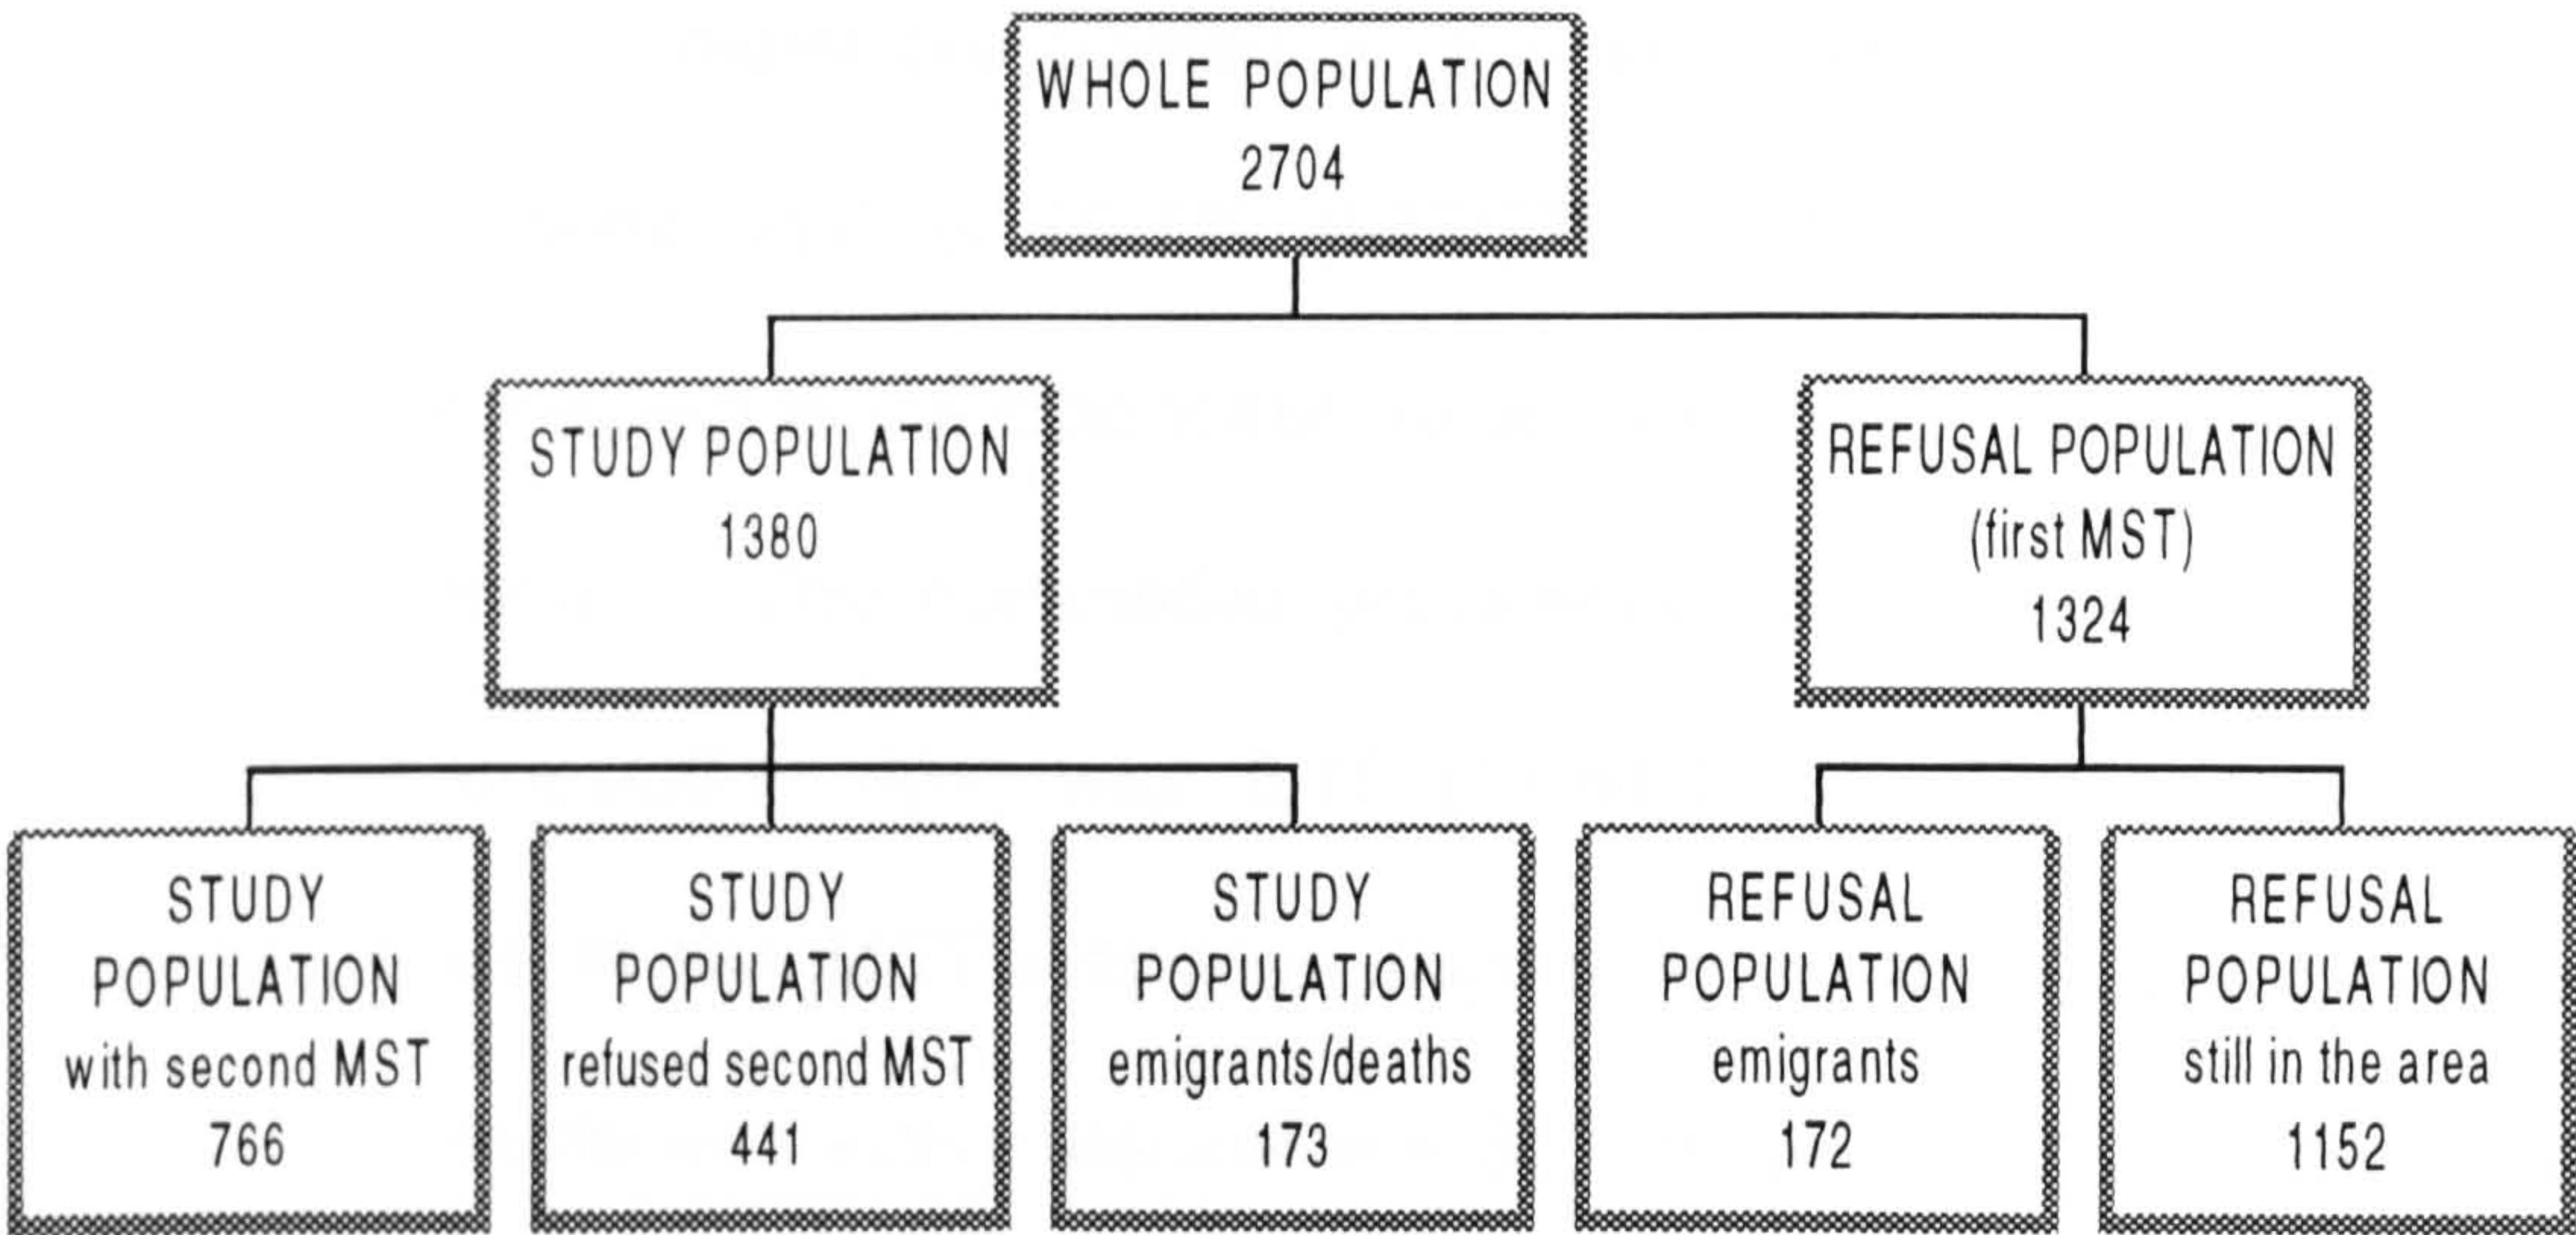 WHOLE POPULATION
2704
STUDY POPULATION
1380
REFUSAL POPULATION
(first MST)
1324
STUDY
POPULATION
with second MST
766
STUDY
POPULATION
refused second MST
441
STUDY
POPULATION
emigrants/deaths
173
REFUSAL
POPULATION
emigrants
172
REFUSAL
POPULATION
still in the area
1152